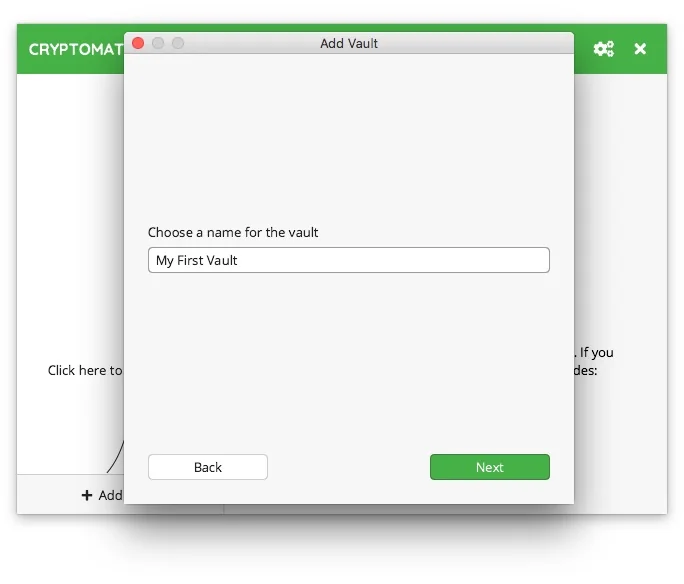 CRYPTOMAT
Add Vault
Choose a name for the vault
My First Vault
. If you
Click here to
des:
Back
Next
+ Add